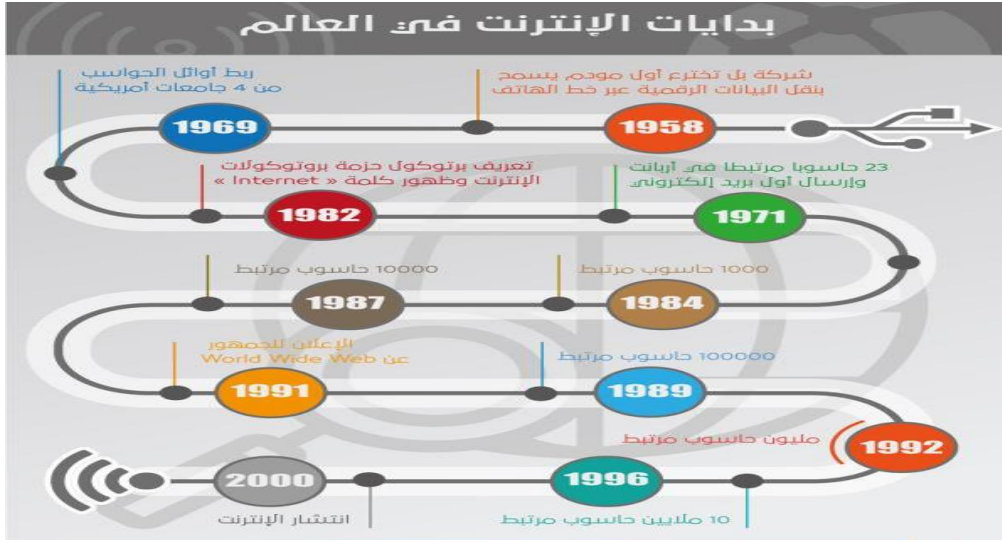 بدايات الإنترنت في العالم
شركة بل تخترع أول مودم يسمح
بنقل البيانات الرقمية عبر خط الهاتف
1958
ربط أوائل الحواسب
من 4 جامعات أمريكية
1969
23 حاسوبا مرتبطا في أربانت
وإرسال أول بريد إلكتروني
1971
تعريف برتوكول حزمة بروتوكولات
الإنترنت وظهور كلمة « Internet »
1982
1000 حاسوب مرتبط
1984
10000 حاسوب مرتبط
1987
100000 حاسوب مرتبط
1989
الإعلان للجمهور
عن World Wide Web
1991
مليون حاسوب مرتبط
1992
10 ملايين حاسوب مرتبط
1996
انتشار الإنترنت
2000